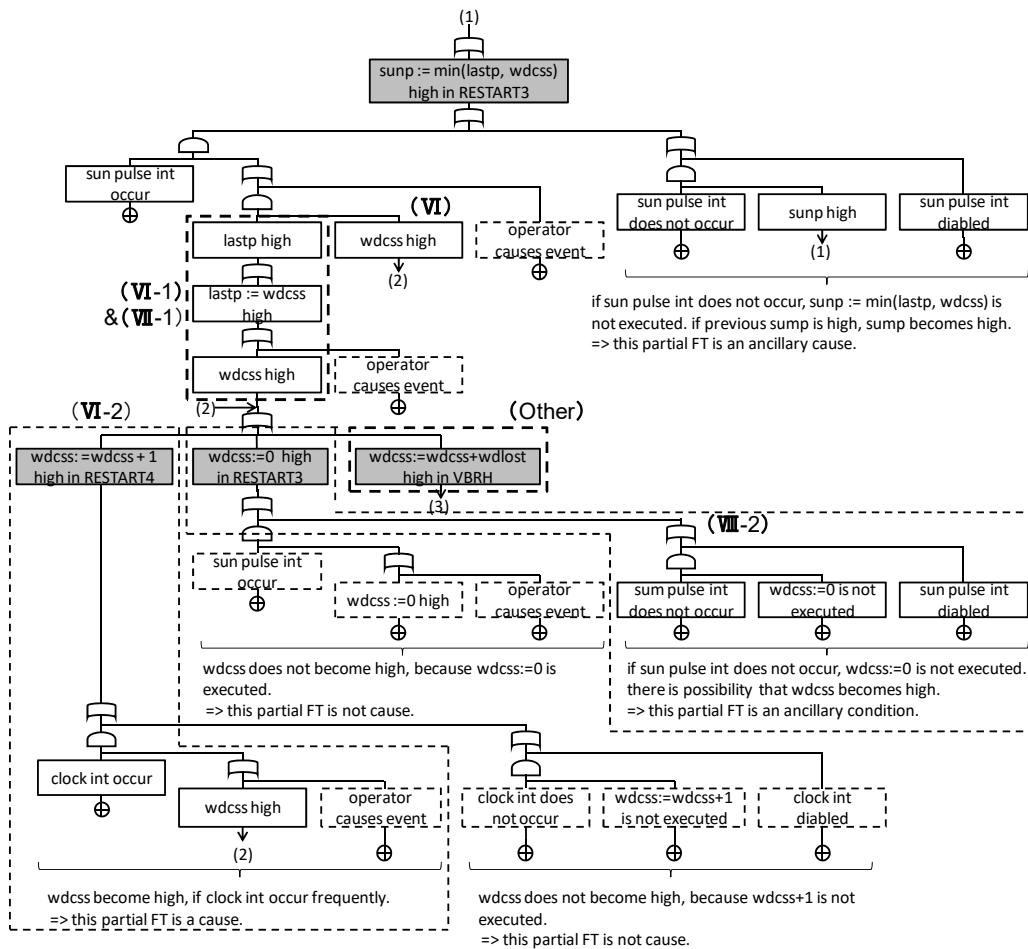 (1)
sunp := min(lastp, wdcss)
high in RESTART3
sun pulse int
occur
(Ⅵ)
lastp high
wdcss high
operator
causes event
(2)
sun pulse int
does not occur
sunp high
sun pulse int
diabled
(1)
(Ⅵ-1)
&(Ⅶ-1)
lastp := wdcss
high
if sun pulse int does not occur, sunp := min(lastp, wdcss) is
not executed. if previous sump is high, sump becomes high.
=> this partial FT is an ancillary cause.
wdcss high
operator
causes event
(Ⅵ-2)
(2)
(Other)
wdcss: =wdcss + 1
high in RESTART4
wdcss:=0 high
in RESTART3
wdcss:=wdcss+wdlost
high in VBRH
(3)
(Ⅷ-2)
sun pulse int
occur
wdcss :=0 high
operator
causes event
sum pulse int
does not occur
wdcss:=0 is not
executed
sun pulse int
diabled
wdcss does not become high, because wdcss:=0 is
executed.
=> this partial FT is not cause.
if sun pulse int does not occur, wdcss:=0 is not executed.
there is possibility that wdcss becomes high.
=> this partial FT is an ancillary condition.
clock int occur
wdcss high
operator
causes event
(2)
clock int does
not occur
wdcss:=wdcss+1
is not executed
clock int
diabled
wdcss become high, if clock int occur frequently.
=> this partial FT is a cause.
wdcss does not become high, because wdcss+1 is not
executed.
=> this partial FT is not cause.